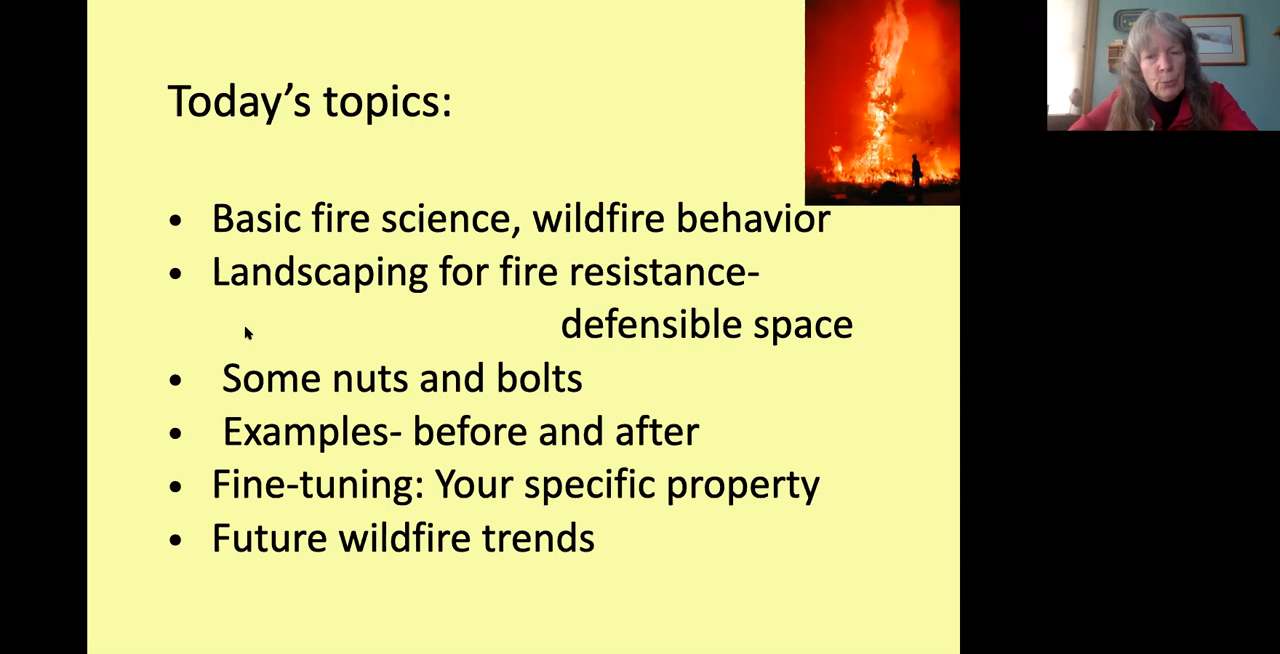 Today’s topics:
• Basic fire science, wildfire behavior
• Landscaping for fire resistance-
defensible space
• Some nuts and bolts
• Examples- before and after
• Fine-tuning: Your specific property
• Future wildfire trends